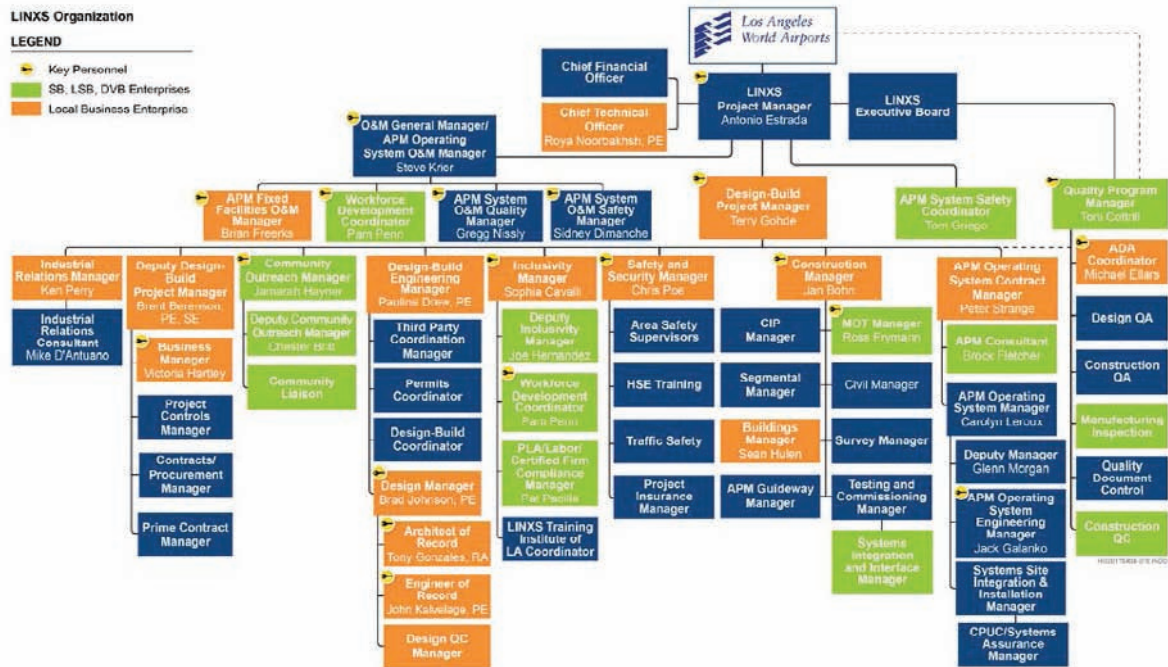 LINXS Organization
LEGEND
Key Personnel
SB, LSB, DVB Enterprises
Local Business Enterprise
Los Angeles
World Airports
Chief Financial
Officer
Chief Technical
Officer
Roya Noorbakhsh, PE
LINXS
Project Manager
Antonio Estrada
LINXS
Executive Board
O&M General Manager/
APM Operating
System O&M Manager
Steve Krier
APM Fixed
Facilities O&M
Manager
Brian Freerks
Workforce
Development
Coordinator
Pam Penn
APM System
O&M Quality
Manager
Gregg Nissly
APM System
O&M Safety
Manager
Sidney Dimanche
Design-Build
Project Manager
Terry Gohde
APM System Safety
Coordinator
Tom Griego
Quality Program
Manager
Toni Cottrill
Industrial
Relations Manager
Ken Perry
Industrial
Relations
Consultant
Mike D'Antuano
Deputy Design-
Build
Project Manager
Brent Berenson,
PE, SE
Business
Manager
Victoria Hartley
Project
Controls
Manager
Contracts/
Procurement
Manager
Prime Contract
Manager
Community
Outreach Manager
Jamarah Hayner
Deputy Community
Outreach Manager
Chester Britt
Community
Liaison
Design-Build
Engineering
Manager
Pauline Drew, PE
Third Party
Coordination
Manager
Permits
Coordinator
Design-Build
Coordinator
Design Manager
Brad Johnson, PE
Architect of
Record
Tony Gonzales, RA
Engineer of
Record
John Kalvelage, PE
Design QC
Manager
Inclusivity
Manager
Sophia Cavalli
Deputy
Inclusivity
Manager
Joe Hernandez
Workforce
Development
Coordinator
Pam Penn
PLA/Labor/
Certified Firm
Compliance
Manager
Pat Padilla
LINXS Training
Institute of
LA Coordinator
Safety and
Security Manager
Chris Poe
Area Safety
Supervisors
HSE Training
Traffic Safety
Project
Insurance
Manager
Construction
Manager
Jan Bohn
CIP
Manager
Segmental
Manager
Buildings
Manager
Sean Hulen
APM Guideway
Manager
MOT Manager
Ross Frymann
Civil Manager
Survey Manager
Testing and
Commissioning
Manager
Systems
Integration
and Interface
Manager
APM Operating
System Contract
Manager
Peter Strange
APM Consultant
Brock Fletcher
APM Operating
System Manager
Carolyn Leroux
Deputy Manager
Glenn Morgan
APM Operating
System
Engineering
Manager
Jack Galanko
Systems Site
Integration &
Installation
Manager
CPUC/Systems
Assurance
Manager
ADA
Coordinator
Michael Ellars
Design QA
Construction
QA
Manufacturing
Inspection
Quality
Document
Control
Construction
QC